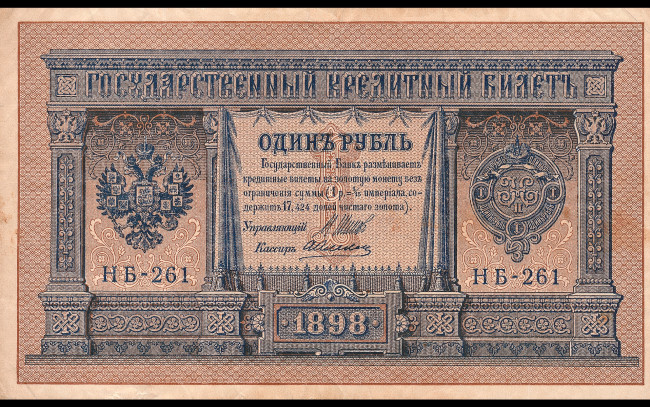 ГОСУДАРСТВЕННЫЙ КРЕДИТНЫЙ БИЛЕТЪ
ОДИНЪ РУБЛЬ
Государственный Банкъ размѣниваетъ
кредитные билеты на золотую монету безъ
ограниченія суммы (1 р.= 1/15 имперіала, со-
держитъ 17,424 долей чистаго золота).
Управляющій
Кассиръ
НБ-261
НБ-261
1898